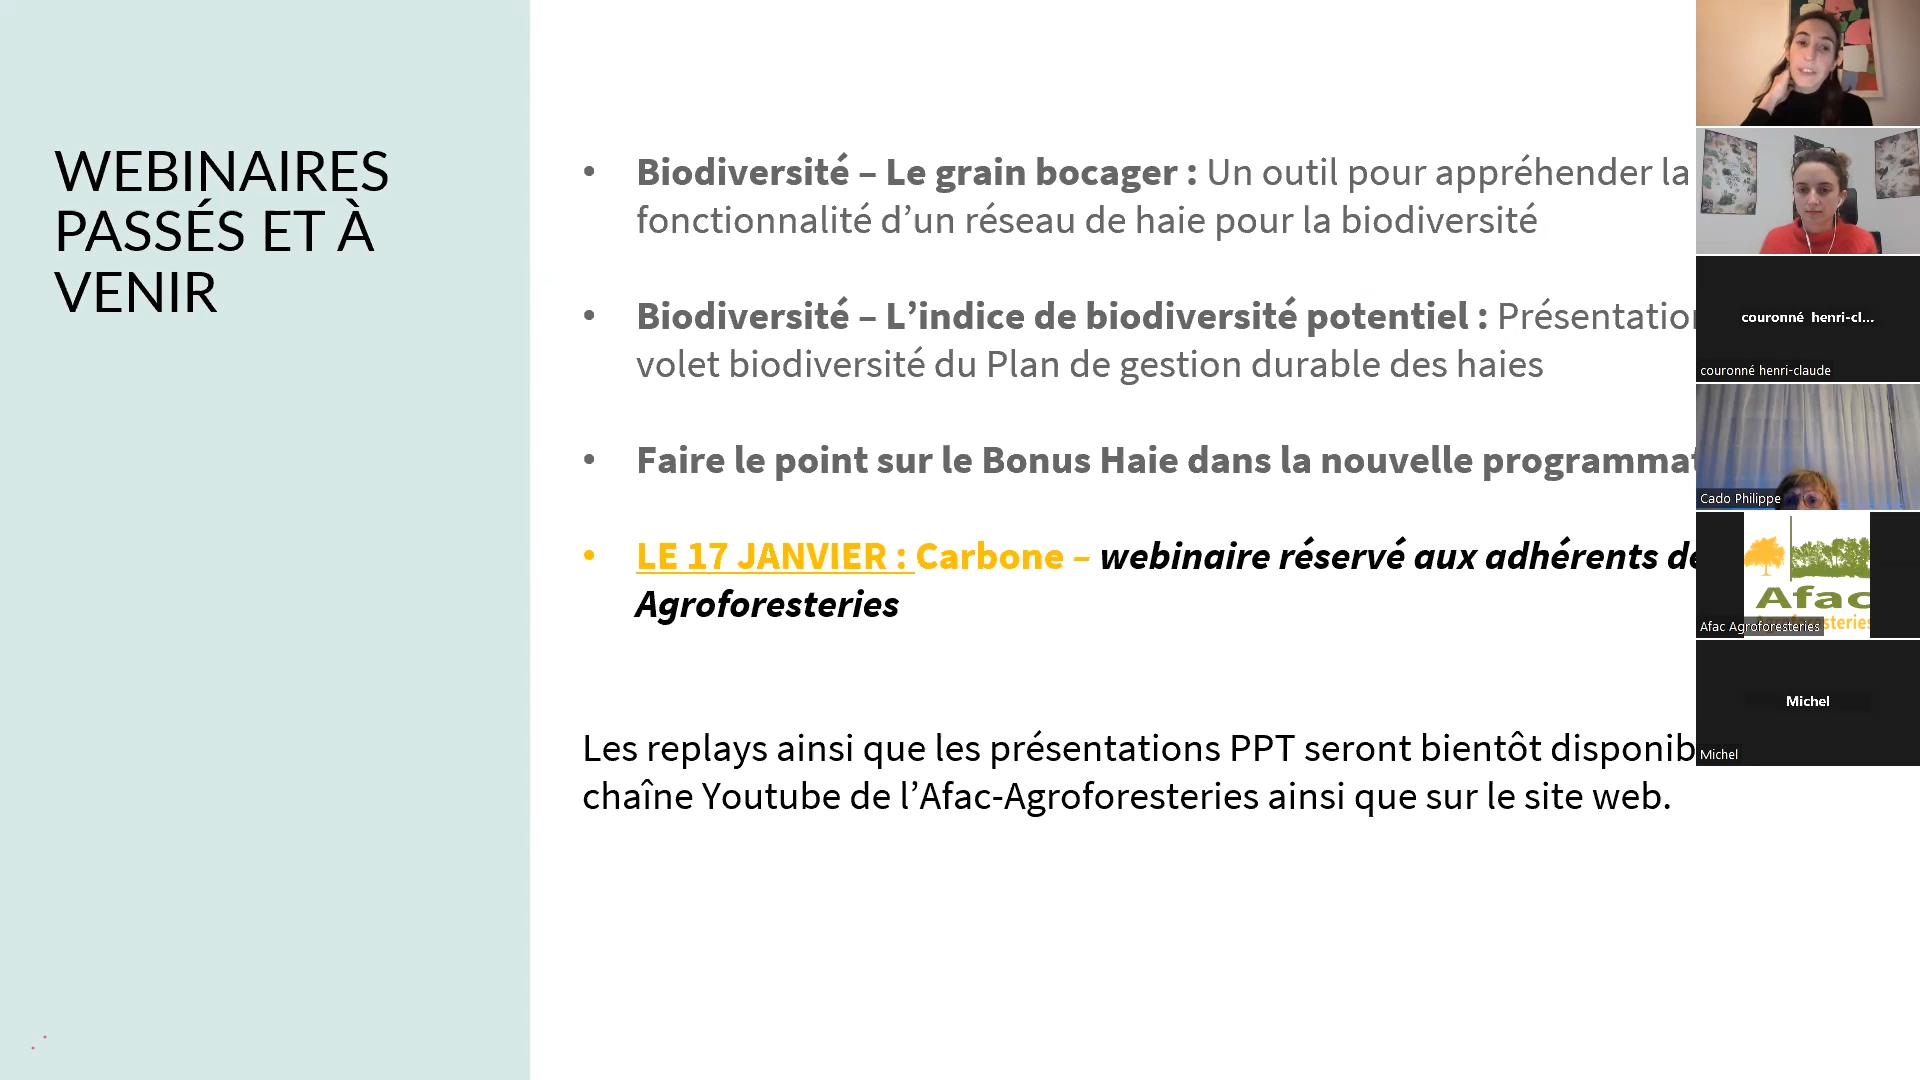 WEBINAIRES
PASSÉS ET À
VENIR
• Biodiversité – Le grain bocager : Un outil pour appréhender la
fonctionnalité d’un réseau de haie pour la biodiversité
• Biodiversité – L’indice de biodiversité potentiel :
volet biodiversité du Plan de gestion durable des haies
• Faire le point sur le Bonus Haie dans la nouvelle
• LE 17 JANVIER : Carbone – webinaire réservé aux adhérents
Agroforesteries
Les replays ainsi que les présentations PPT seront bientôt
chaîne Youtube de l’Afac-Agroforesteries ainsi que sur le site web.
couronné henri-cl...
couronné henri-claude
Cado Philippe
Afac
Afac Agroforesteries
Michel
Michel